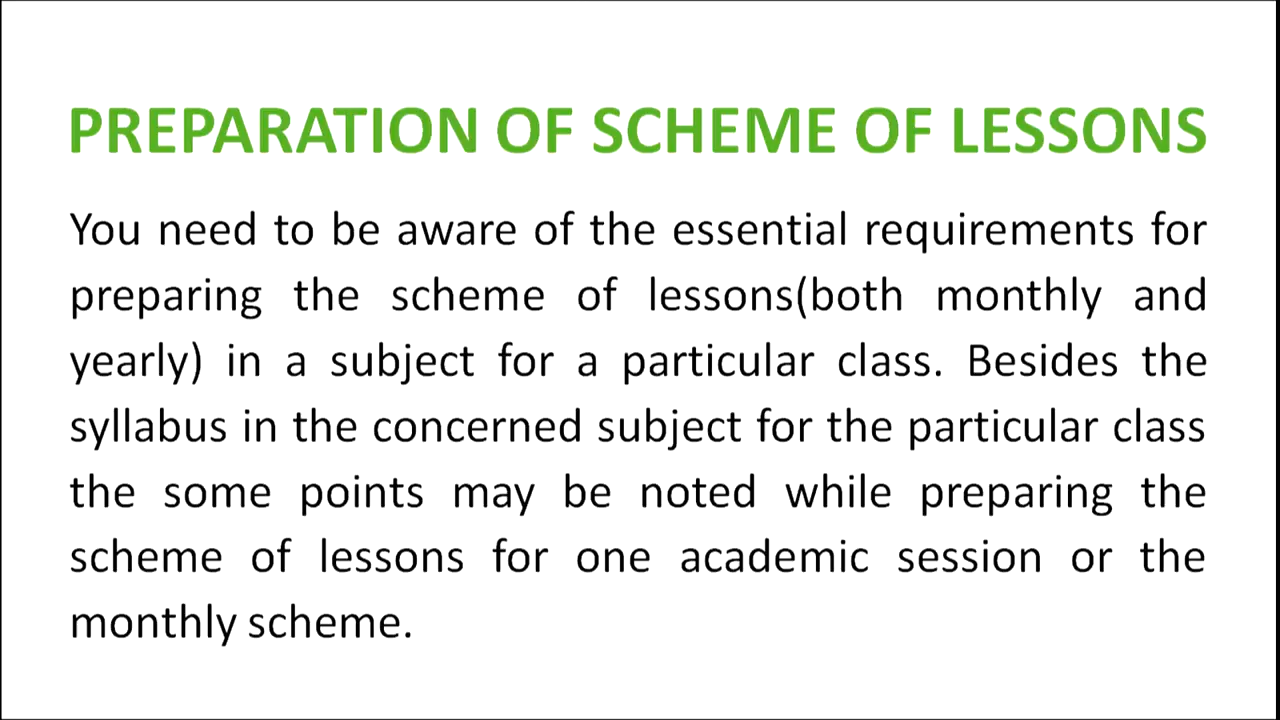 PREPARATION OF SCHEME OF LESSONS
You need to be aware of the essential requirements for
preparing the scheme of lessons(both monthly and
yearly) in a subject for a particular class. Besides the
syllabus in the concerned subject for the particular class
the some points may be noted while preparing the
scheme of lessons for one academic session or the
monthly scheme.